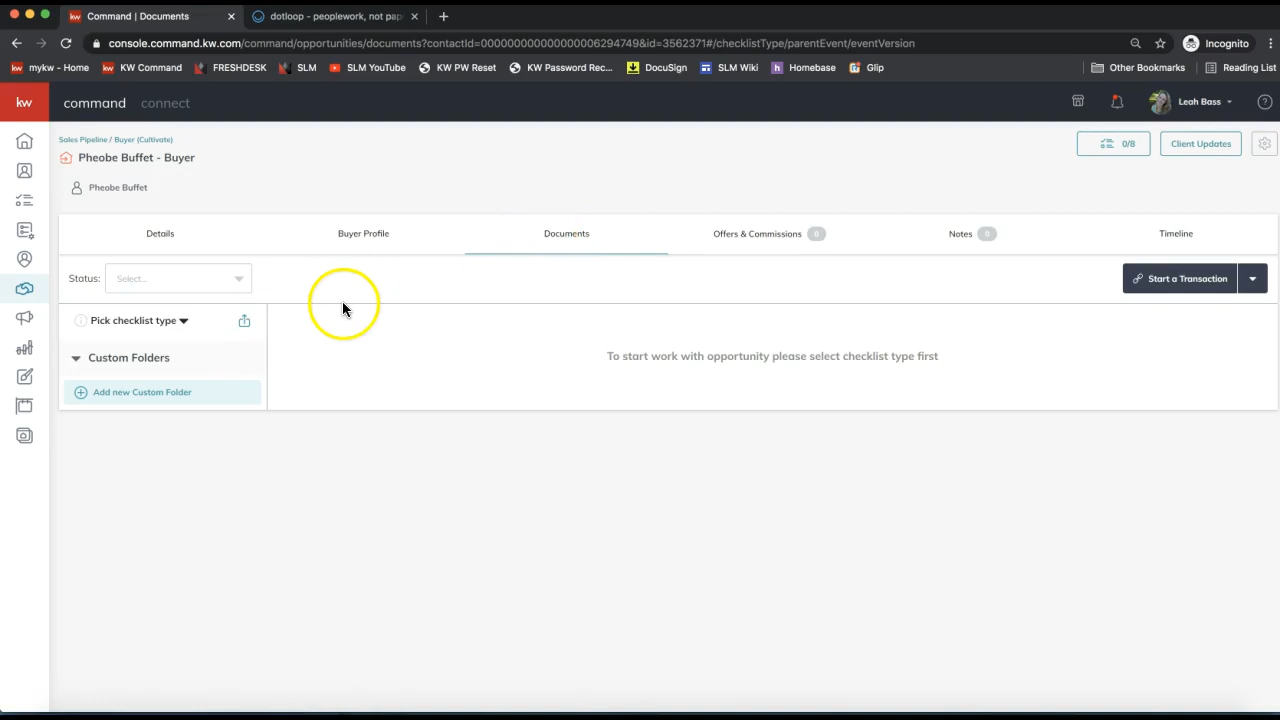 kw Command | Documents
dotloop - peoplework, not pap
console.command.kw.com/command/opportunities/documents?contactId=00000000000000006294749&id=3562371#/checklistType/parentEvent/eventVersion
Incognito
mykw - Home
KW Command
FRESHDESK
SLM
SLM YouTube
KW PW Reset
KW Password Rec...
DocuSign
SLM Wiki
Homebase
Glip
Other Bookmarks
Reading List
kw command connect
Leah Bass
Sales Pipeline / Buyer (Cultivate)
Pheobe Buffet - Buyer
0/8
Client Updates
Pheobe Buffet
Details
Buyer Profile
Documents
Offers & Commissions 0
Notes 0
Timeline
Status: Select...
Start a Transaction
Pick checklist type
Custom Folders
To start work with opportunity please select checklist type first
Add new Custom Folder